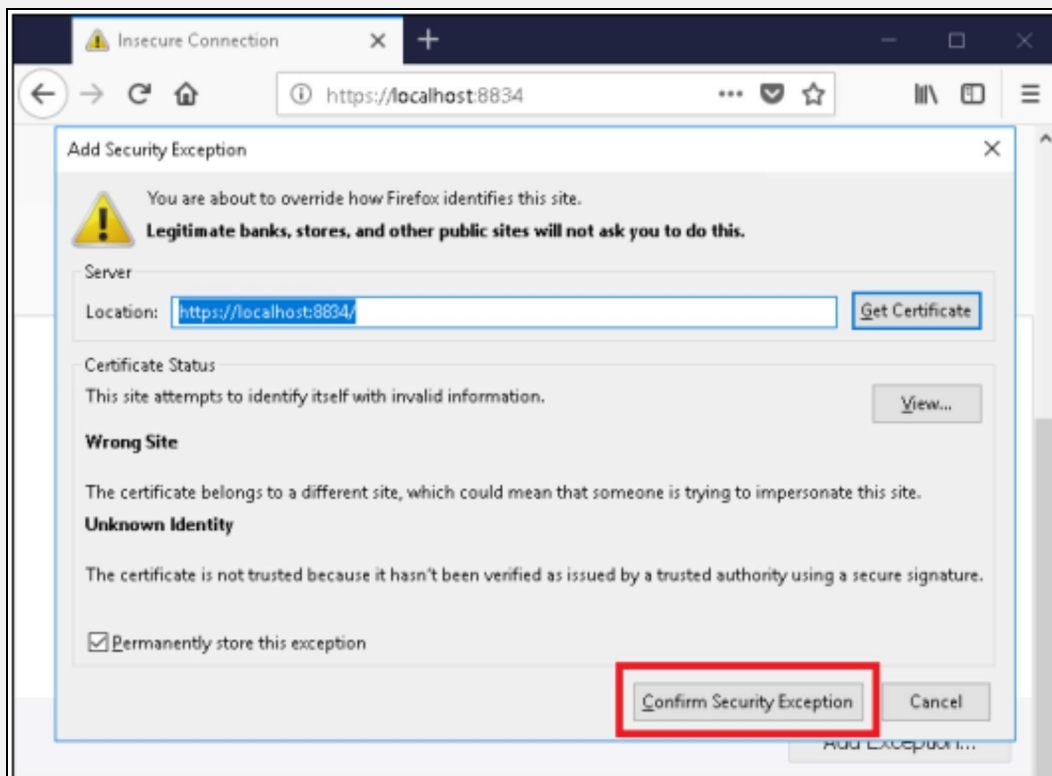 Insecure Connection
https://localhost:8834
Add Security Exception
You are about to override how Firefox identifies this site.
Legitimate banks, stores, and other public sites will not ask you to do this.
Server
Location: https://localhost:8834/ Get Certificate
Certificate Status
This site attempts to identify itself with invalid information.
View...
Wrong Site
The certificate belongs to a different site, which could mean that someone is trying to impersonate this site.
Unknown Identity
The certificate is not trusted because it hasn't been verified as issued by a trusted authority using a secure signature.
Permanently store this exception
Confirm Security Exception Cancel
Add Exception...